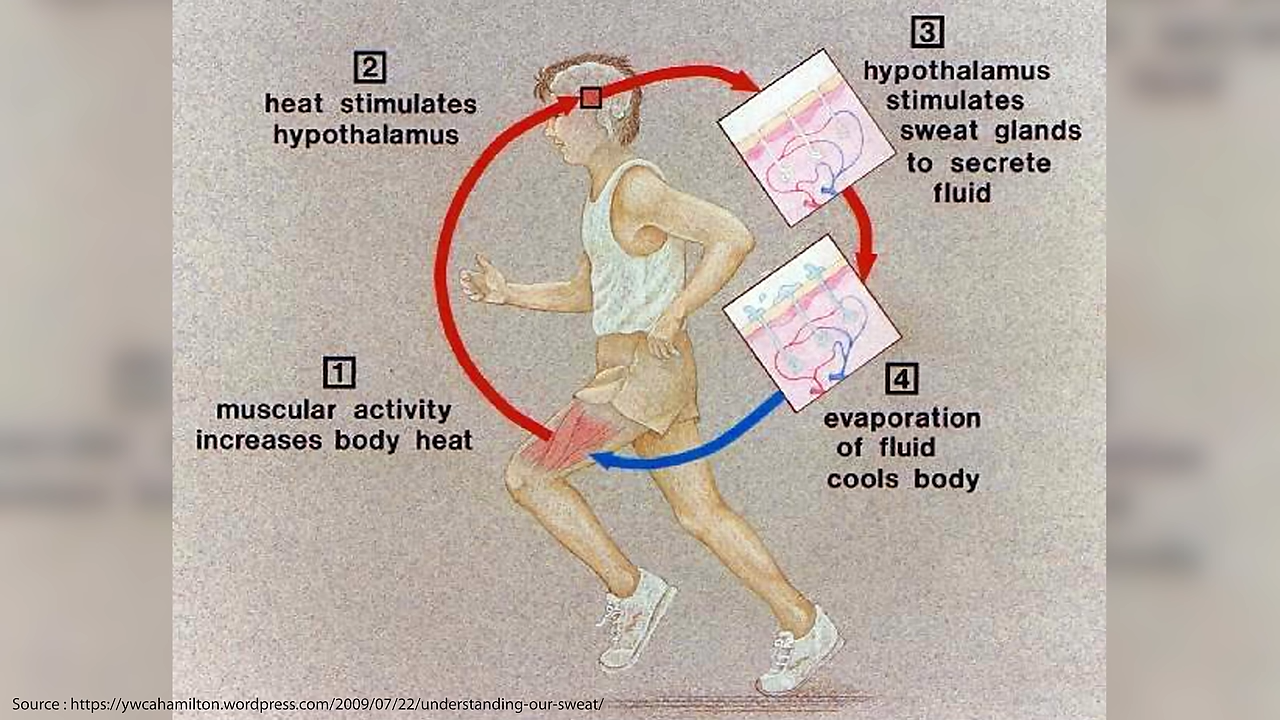 1
muscular activity
increases body heat
2
heat stimulates
hypothalamus
3
hypothalamus
stimulates
sweat glands
to secrete
fluid
4
evaporation
of fluid
cools body
Source : https://ywcahamilton.wordpress.com/2009/07/22/understanding-our-sweat/